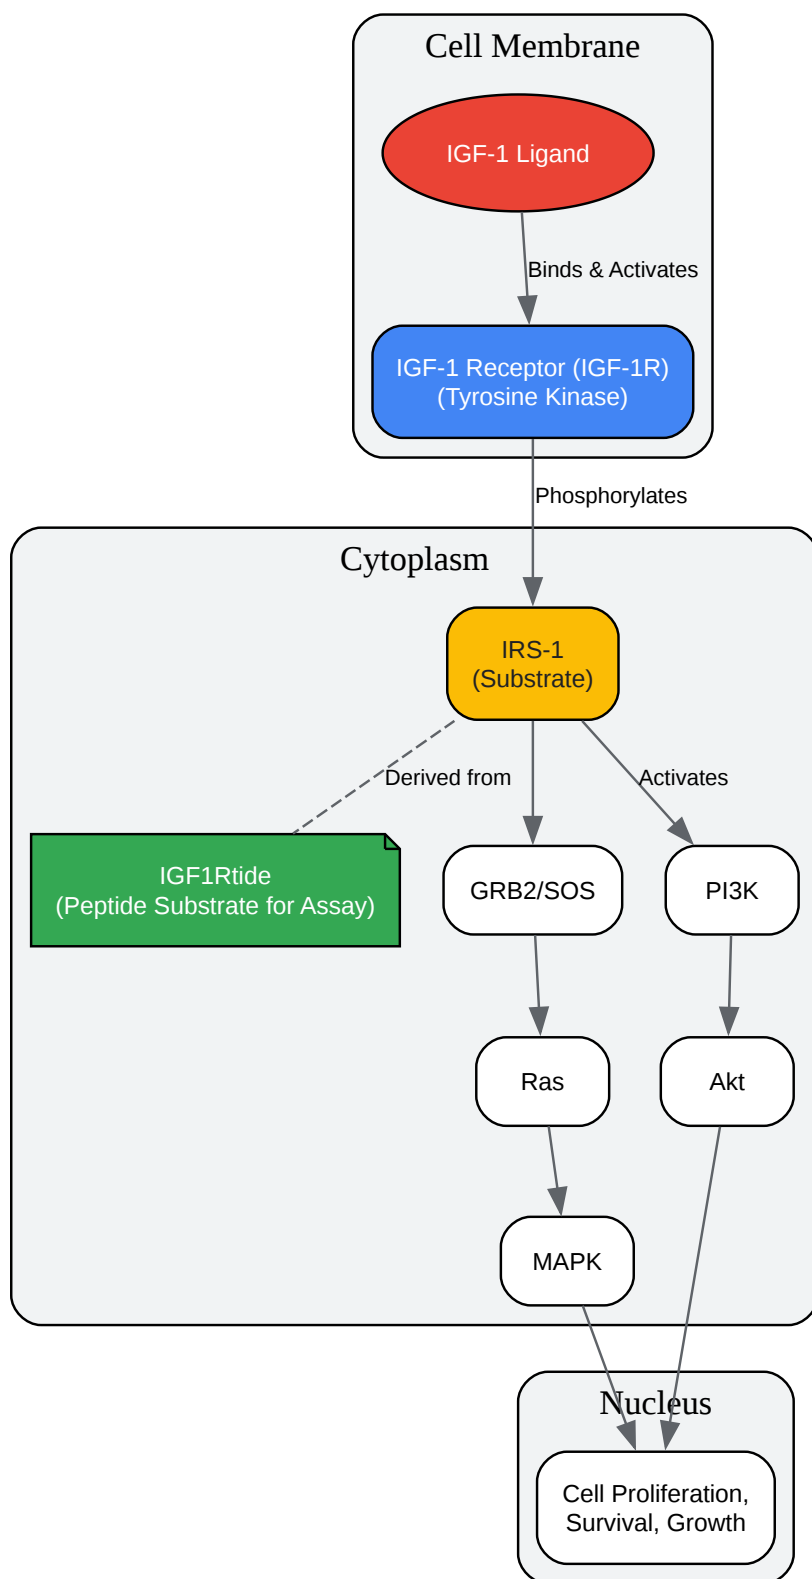 Cell Membrane
IGF-1 Ligand
Binds & Activates
IGF-1 Receptor (IGF-1R)
(Tyrosine Kinase)
Phosphorylates
Cytoplasm
IRS-1
(Substrate)
Derived from
Activates
IGF1Rtide
(Peptide Substrate for Assay)
GRB2/SOS
PI3K
Ras
Akt
MAPK
Nucleus
Cell Proliferation,
Survival, Growth